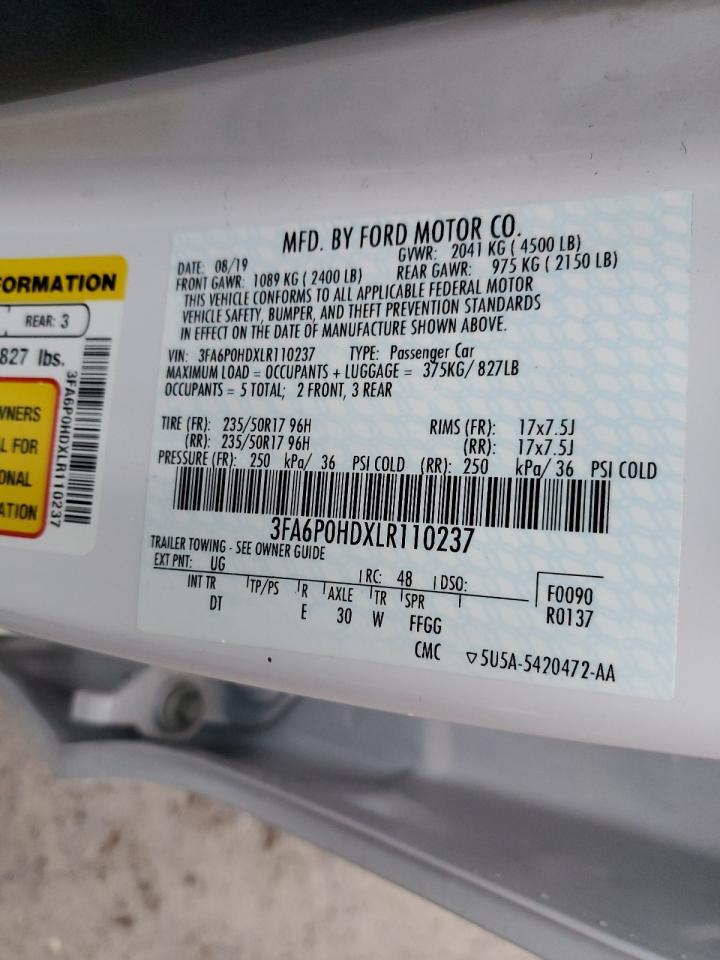 MFD. BY FORD MOTOR CO.
DATE: 08/19 GVWR: 2041 KG ( 4500 LB)
FRONT GAWR: 1089 KG ( 2400 LB) REAR GAWR: 975 KG ( 2150 LB)
THIS VEHICLE CONFORMS TO ALL APPLICABLE FEDERAL MOTOR
VEHICLE SAFETY, BUMPER, AND THEFT PREVENTION STANDARDS
IN EFFECT ON THE DATE OF MANUFACTURE SHOWN ABOVE.
VIN: 3FA6P0HDXLR110237 TYPE: Passenger Car
MAXIMUM LOAD = OCCUPANTS + LUGGAGE = 375KG/ 827LB
OCCUPANTS = 5 TOTAL; 2 FRONT, 3 REAR
TIRE (FR): 235/50R17 96H RIMS (FR): 17x7.5J
(RR): 235/50R17 96H (RR): 17x7.5J
PRESSURE (FR): 250 kPa/ 36 PSI COLD (RR): 250 kPa/ 36 PSI COLD
3FA6P0HDXLR110237
TRAILER TOWING - SEE OWNER GUIDE
EXT PNT: UG RC: 48 DSO: F0090
INT TR TP/PS R AXLE TR SPR R0137
DT E 30 W FFGG
CMC ▽5U5A-5420472-AA
FORMATION
REAR: 3
827 lbs.
WNERS
AL FOR
ONAL
ATION
3FA6P0HDXLR110237